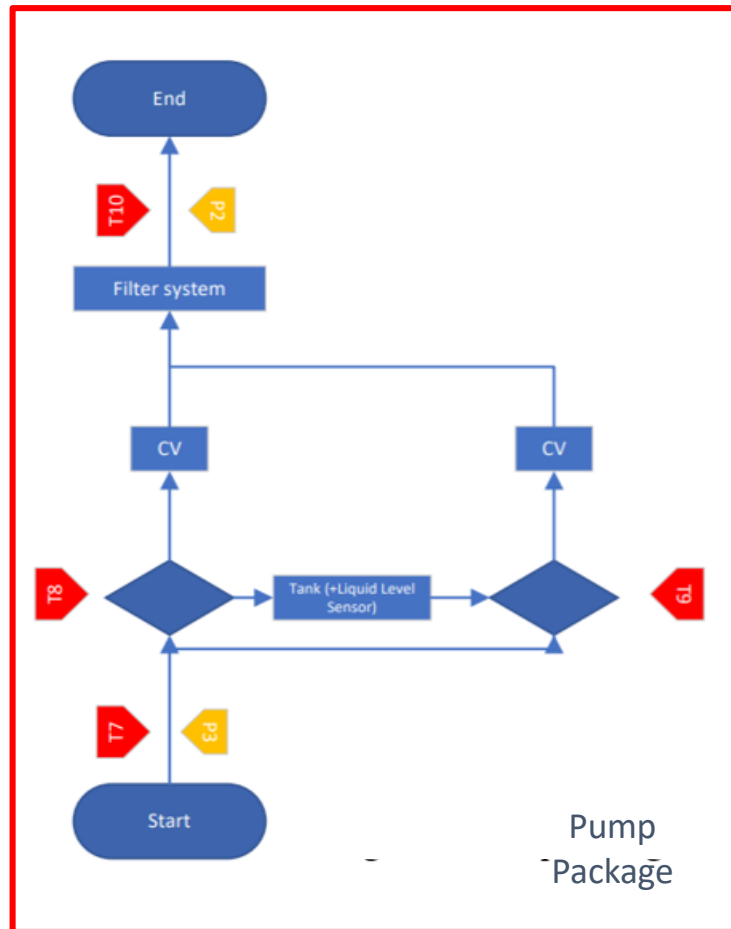 End
T10
P2
Filter system
CV
CV
T8
Tank (+Liquid Level
Sensor)
T9
T7
P3
Start
Pump
Package